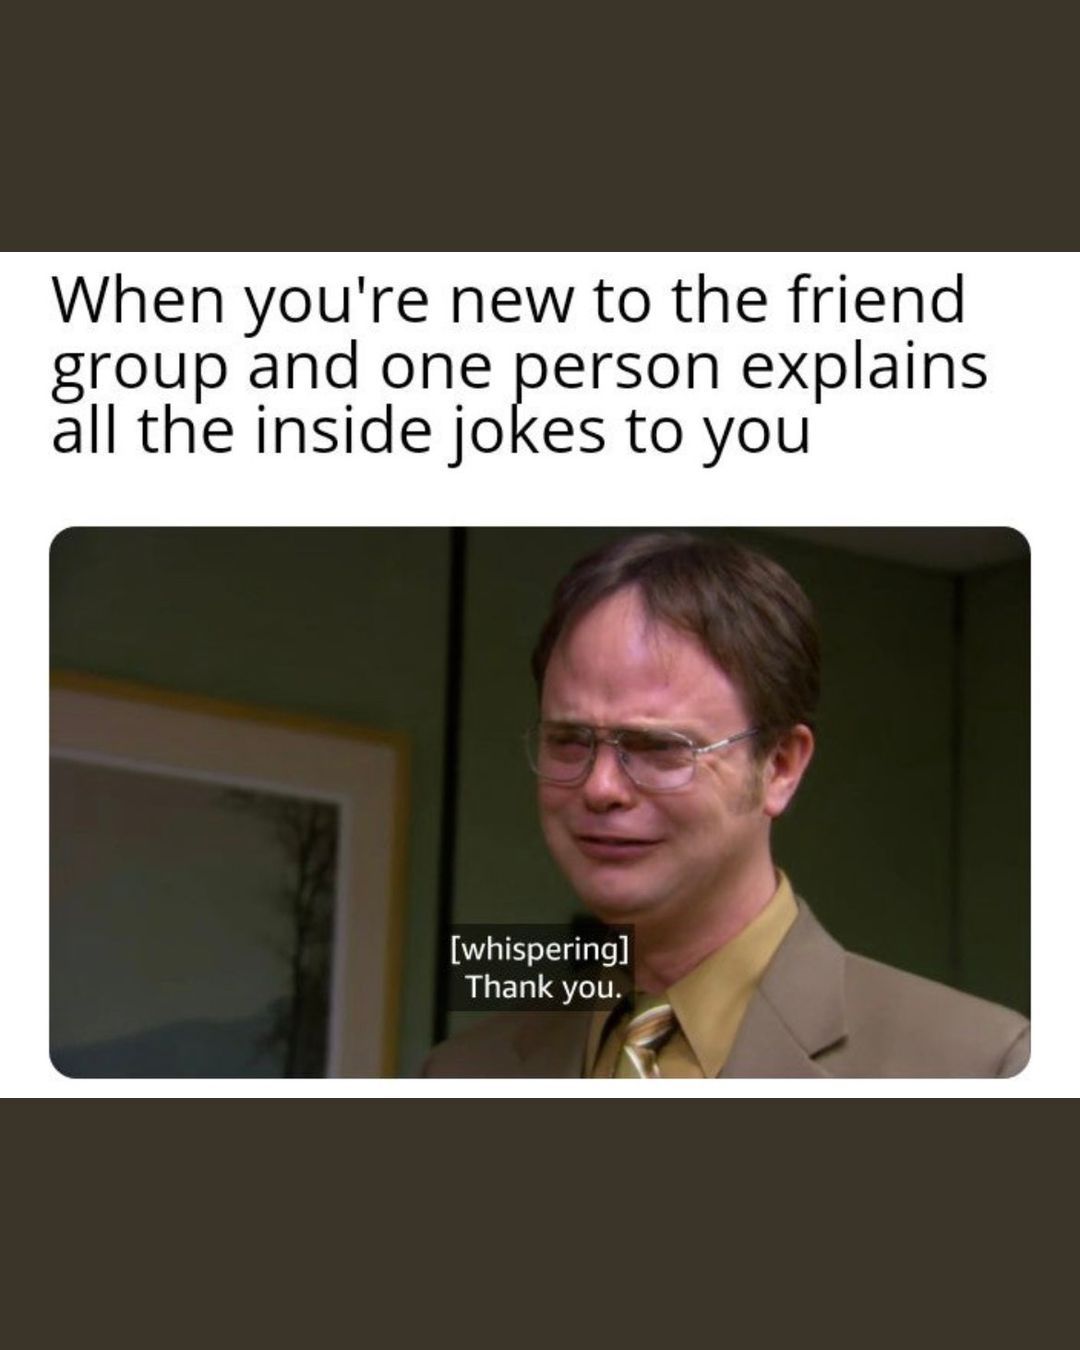 When you're new to the friend
group and one person explains
all the inside jokes to you
[whispering]
Thank you.